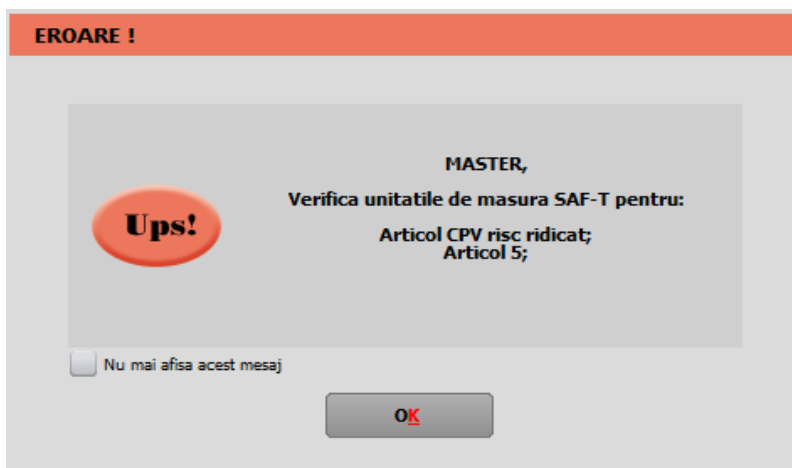 EROARE !
MASTER,
Verifica unitatile de masura SAF-T pentru:
Ups!
Articol CPV risc ridicat;
Articol 5;
Nu mai afisa acest mesaj
OK